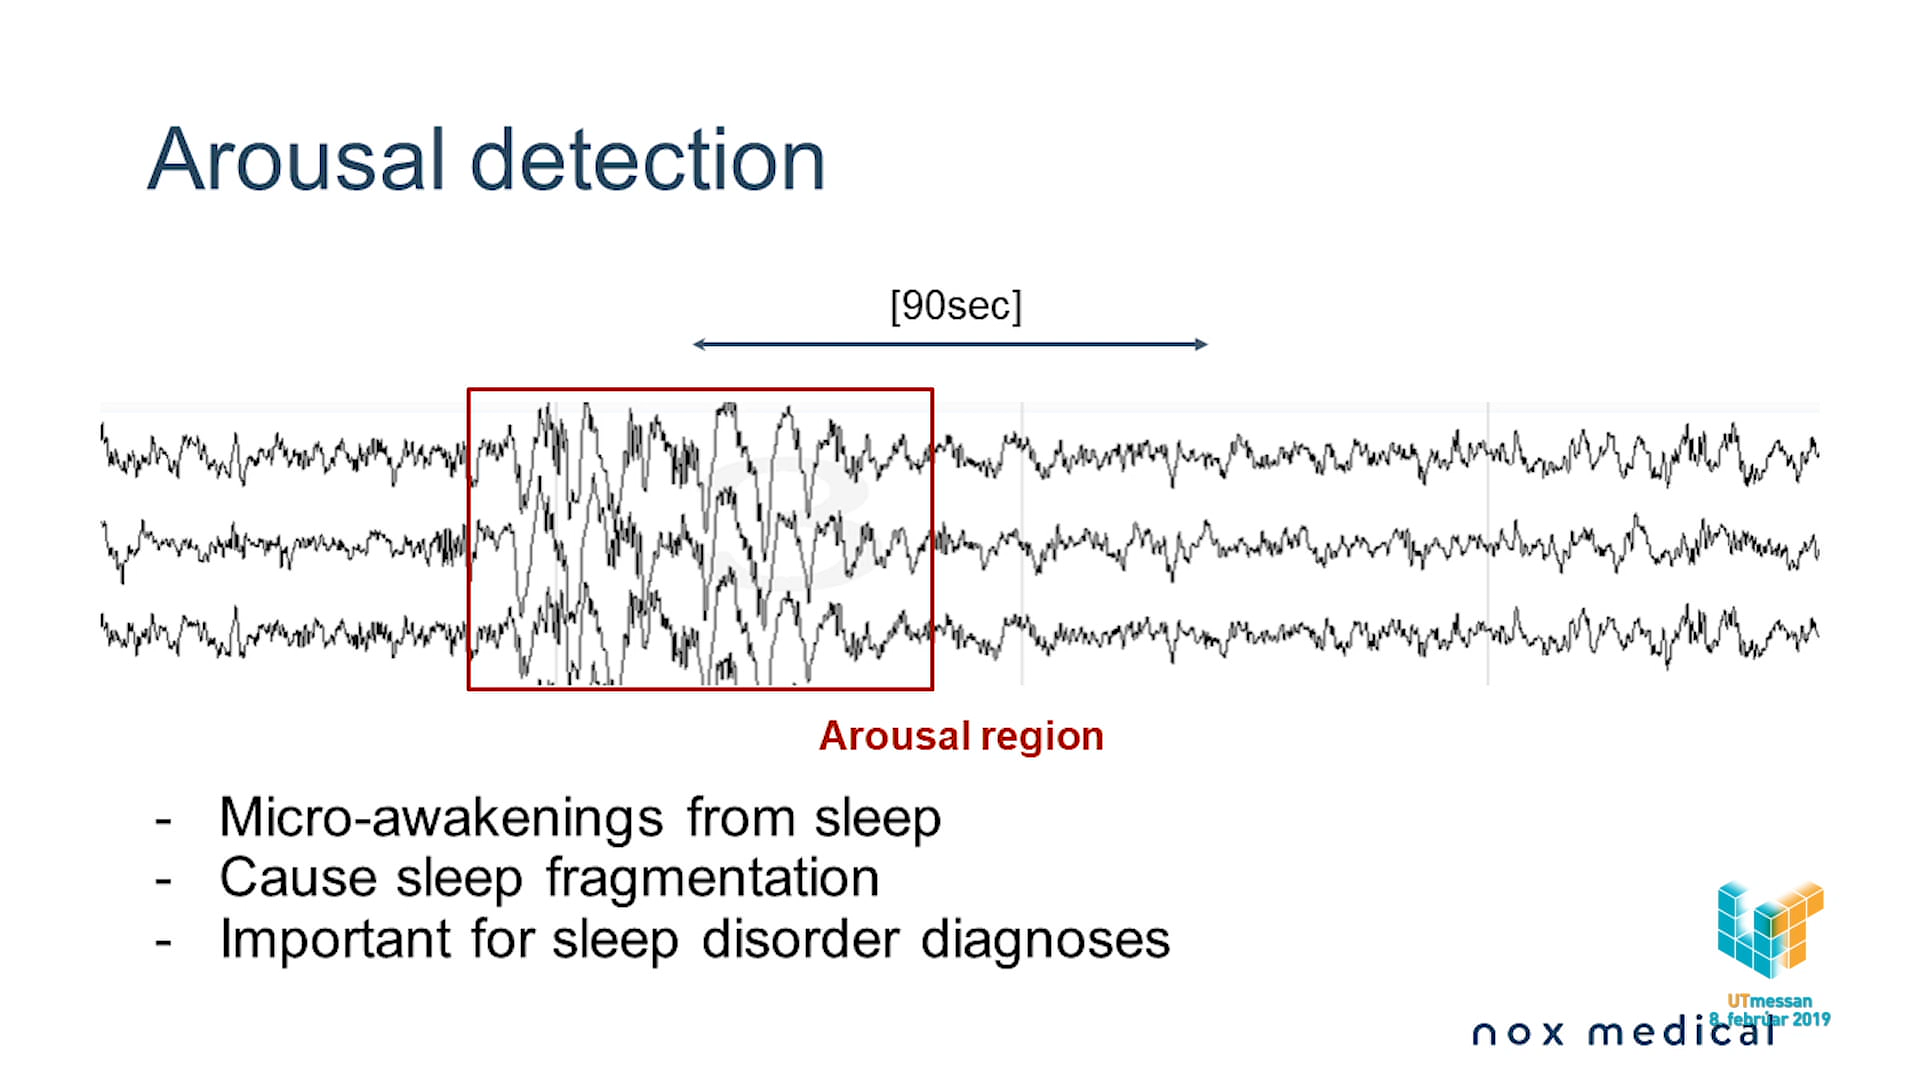 Arousal detection
[90sec]
3
Arousal region
- Micro-awakenings from sleep
- Cause sleep fragmentation
- Important for sleep disorder diagnoses
UTmessan
8. febrúar 2019
nox medical